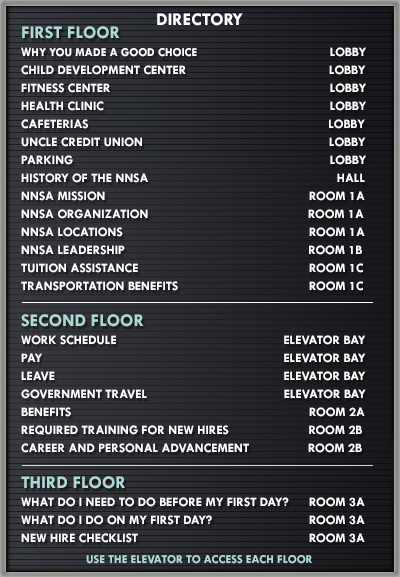 DIRECTORY
FIRST FLOOR
WHY YOU MADE A GOOD CHOICE LOBBY
CHILD DEVELOPMENT CENTER LOBBY
FITNESS CENTER LOBBY
HEALTH CLINIC LOBBY
CAFETERIAS LOBBY
UNCLE CREDIT UNION LOBBY
PARKING LOBBY
HISTORY OF THE NNSA HALL
NNSA MISSION ROOM 1A
NNSA ORGANIZATION ROOM 1A
NNSA LOCATIONS ROOM 1A
NNSA LEADERSHIP ROOM 1B
TUITION ASSISTANCE ROOM 1C
TRANSPORTATION BENEFITS ROOM 1C
SECOND FLOOR
WORK SCHEDULE ELEVATOR BAY
PAY ELEVATOR BAY
LEAVE ELEVATOR BAY
GOVERNMENT TRAVEL ELEVATOR BAY
BENEFITS ROOM 2A
REQUIRED TRAINING FOR NEW HIRES ROOM 2B
CAREER AND PERSONAL ADVANCEMENT ROOM 2B
THIRD FLOOR
WHAT DO I NEED TO DO BEFORE MY FIRST DAY? ROOM 3A
WHAT DO I DO ON MY FIRST DAY? ROOM 3A
NEW HIRE CHECKLIST ROOM 3A
USE THE ELEVATOR TO ACCESS EACH FLOOR